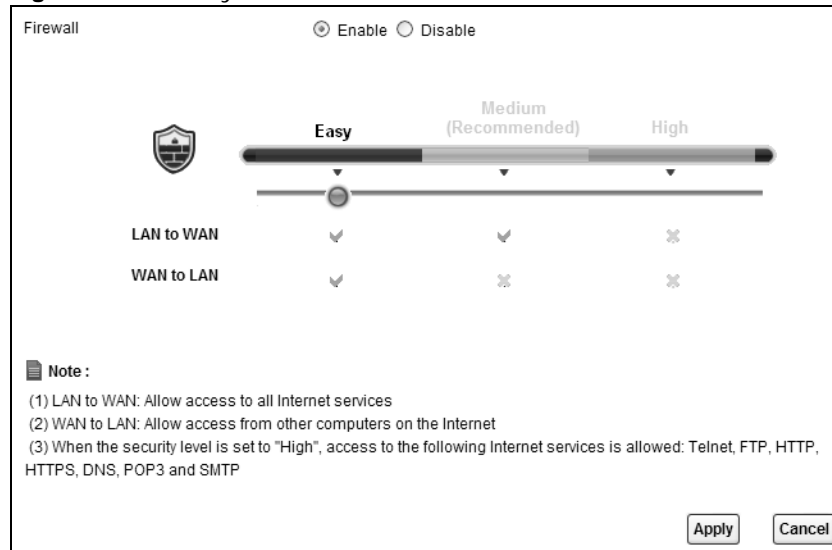 Firewall Enable Disable
Easy Medium (Recommended) High
LAN to WAN
WAN to LAN
Note :
(1) LAN to WAN: Allow access to all Internet services
(2) WAN to LAN: Allow access from other computers on the Internet
(3) When the security level is set to "High", access to the following Internet services is allowed: Telnet, FTP, HTTP,
HTTPS, DNS, POP3 and SMTP
Apply Cancel